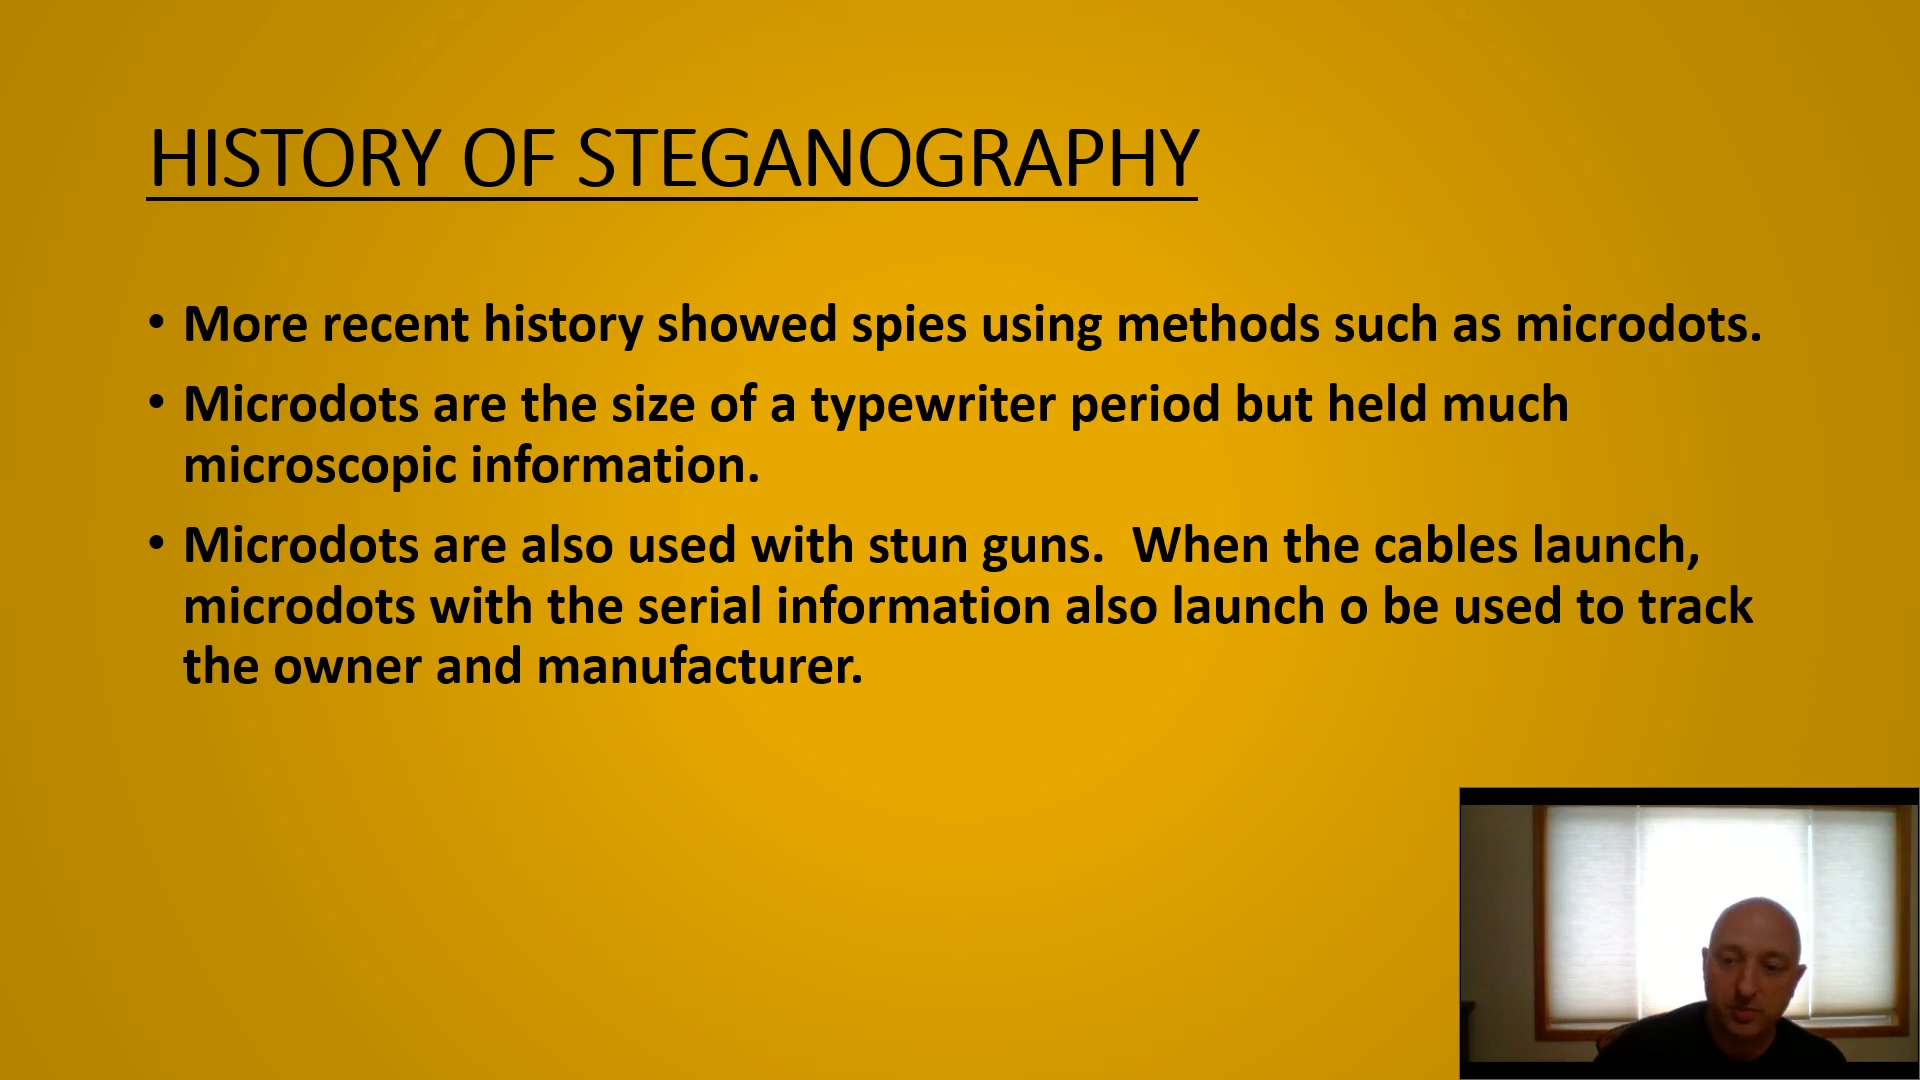 HISTORY OF STEGANOGRAPHY
• More recent history showed spies using methods such as microdots.
• Microdots are the size of a typewriter period but held much
microscopic information.
• Microdots are also used with stun guns.  When the cables launch,
microdots with the serial information also launch o be used to track
the owner and manufacturer.